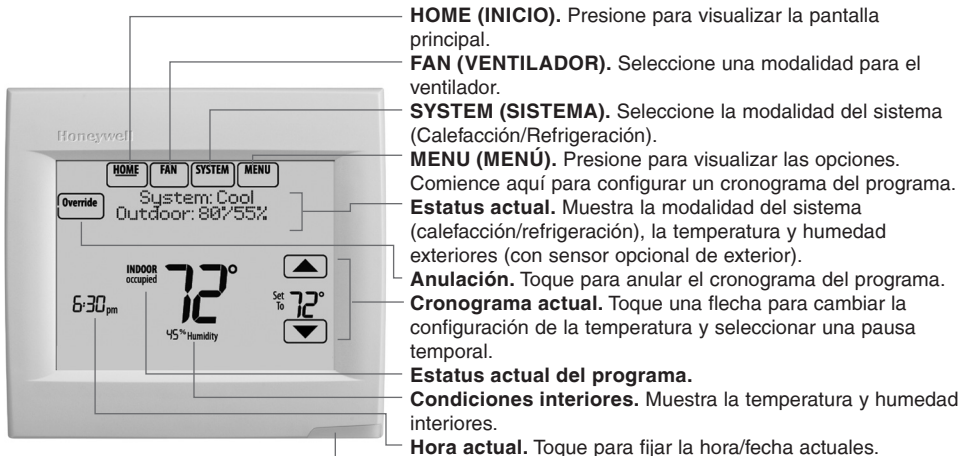 HOME (INICIO). Presione para visualizar la pantalla
principal.
FAN (VENTILADOR). Seleccione una modalidad para el
ventilador.
SYSTEM (SISTEMA). Seleccione la modalidad del sistema
(Calefacción/Refrigeración).
MENU (MENÚ). Presione para visualizar las opciones.
Comience aquí para configurar un cronograma del programa.
Estatus actual. Muestra la modalidad del sistema
(calefacción/refrigeración), la temperatura y humedad
exteriores (con sensor opcional de exterior).
Anulación. Toque para anular el cronograma del programa.
Cronograma actual. Toque una flecha para cambiar la
configuración de la temperatura y seleccionar una pausa
temporal.
Estatus actual del programa.
Condiciones interiores. Muestra la temperatura y humedad
interiores.
Hora actual. Toque para fijar la hora/fecha actuales.
Honeywell
HOME FAN SYSTEM MENU
Override
System: Cool
Outdoor: 80°/55%
INDOOR
occupied
72°
Set
To
72°
6:30 pm
45% Humidity